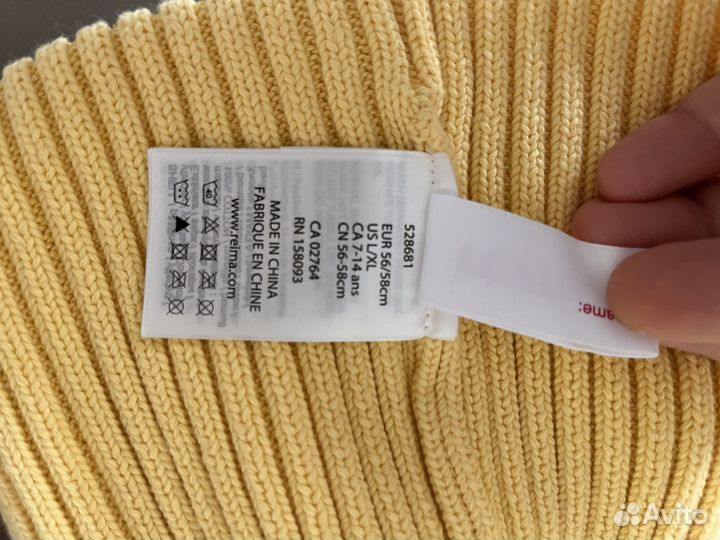 528681
EUR 56/58cm
US L/XL
CA 7-14 ans
CN 56-58cm
CA 02764
RN 158093
MADE IN CHINA
FABRIQUE EN CHINE
www.reima.com
40
ame:
Avito